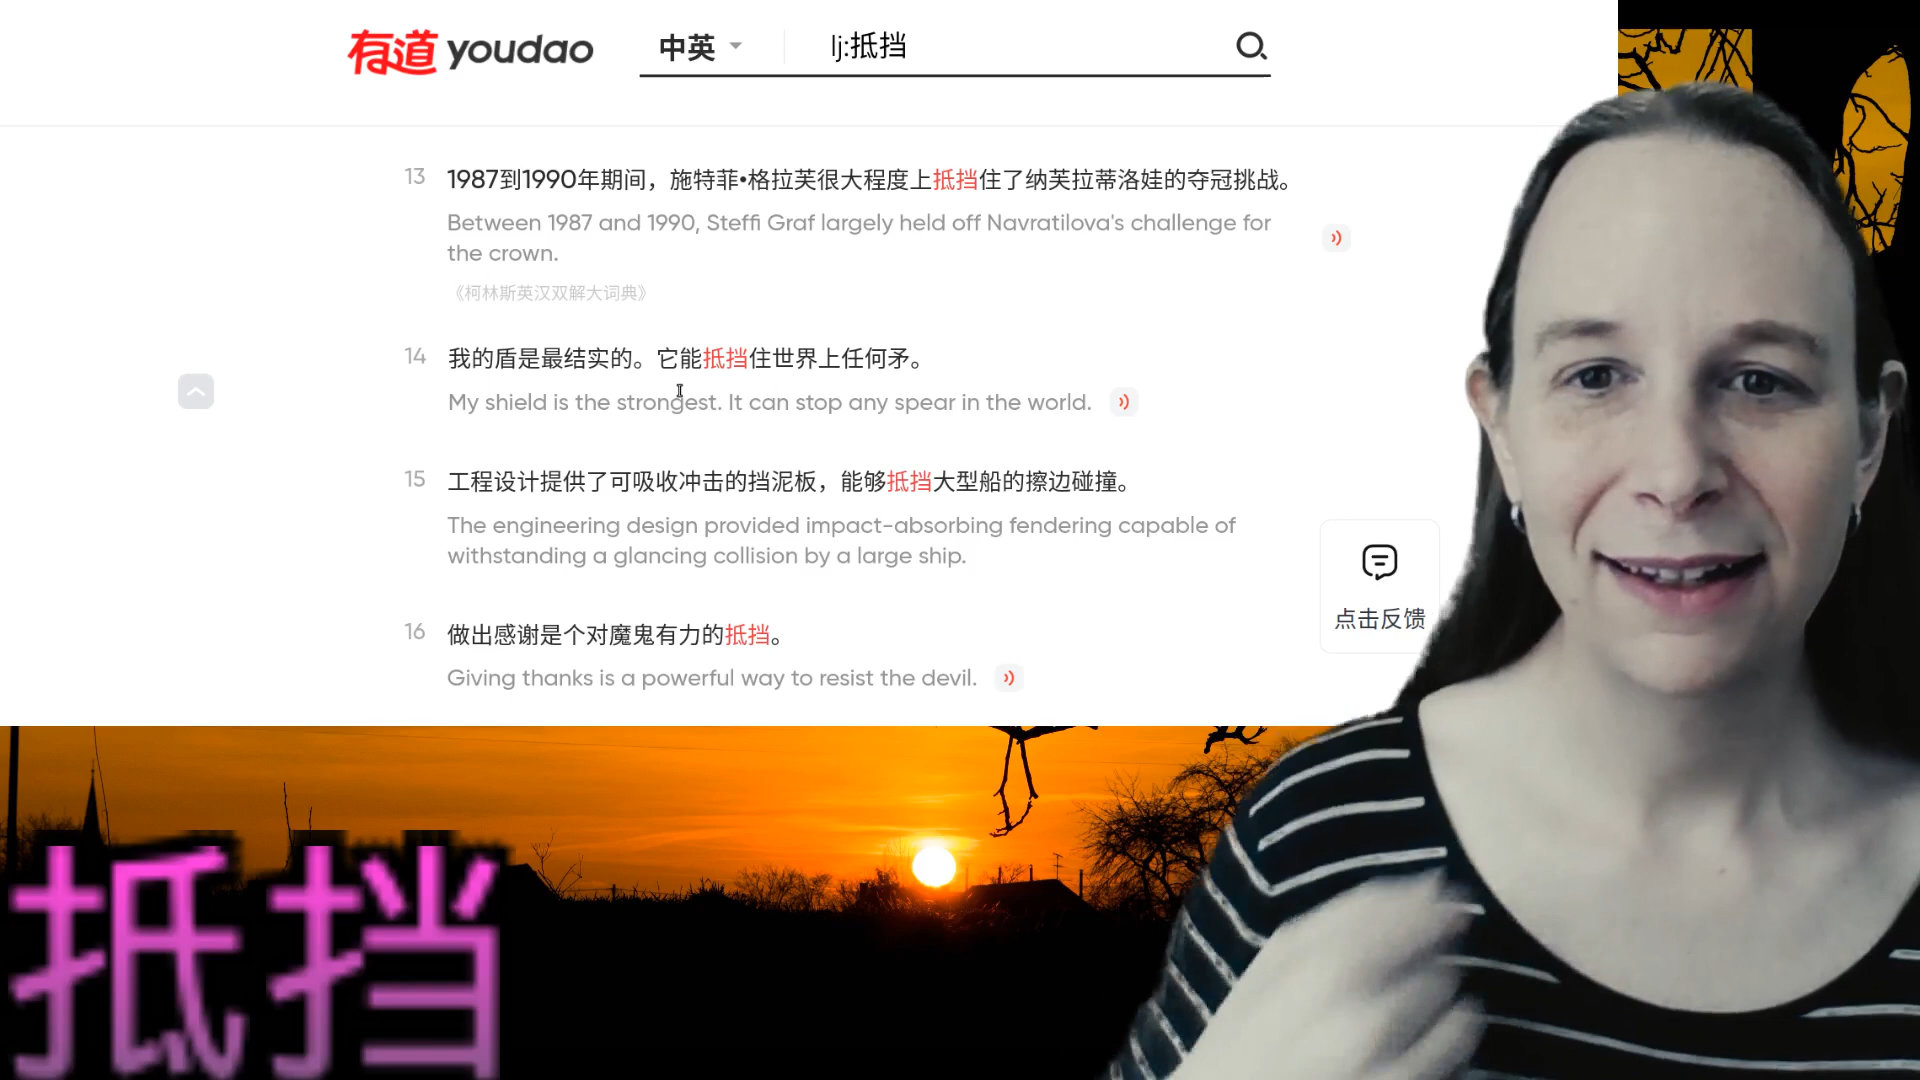 有道 youdao
中英
lj:抵挡
13
1987到1990年期间，施特菲•格拉芙很大程度上抵挡住了纳芙拉蒂洛娃的夺冠挑战。
Between 1987 and 1990, Steffi Graf largely held off Navratilova's challenge for
the crown.
《柯林斯英汉双解大词典》
14
我的盾是最结实的。它能抵挡住世界上任何矛。
My shield is the strongest. It can stop any spear in the world.
15
工程设计提供了可吸收冲击的挡泥板，能够抵挡大型船的擦边碰撞。
The engineering design provided impact-absorbing fendering capable of
withstanding a glancing collision by a large ship.
点击反馈
16
做出感谢是个对魔鬼有力的抵挡。
Giving thanks is a powerful way to resist the devil.
抵挡